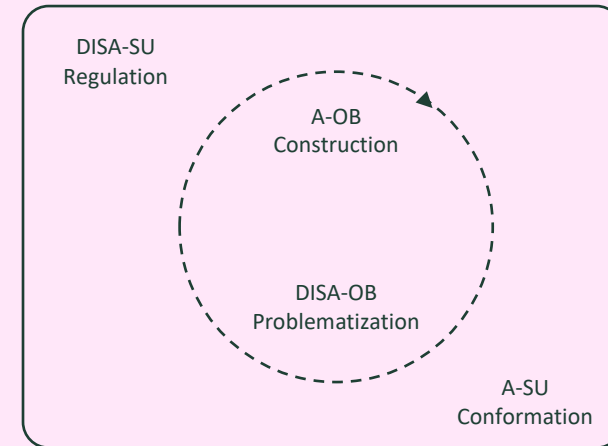 DISA-SU
Regulation
A-OB
Construction
DISA-OB
Problematization
A-SU
Conformation